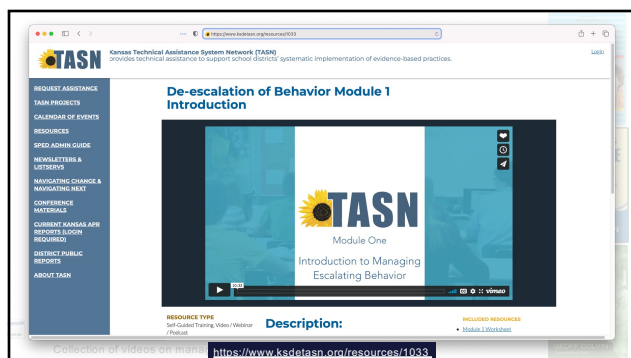 https://www.ksdetasn.org/resources/1033
TASN
Kansas Technical Assistance System Network (TASN)
provides technical assistance to support school districts' systematic implementation of evidence-based practices.
Login
REQUEST ASSISTANCE
TASN PROJECTS
CALENDAR OF EVENTS
RESOURCES
SPED ADMIN GUIDE
NEWSLETTERS &
LISTSERVS
NAVIGATING CHANGE &
NAVIGATING NEXT
CONFERENCE
MATERIALS
CURRENT KANSAS APR
REPORTS (LOGIN
REQUIRED)
DISTRICT PUBLIC
REPORTS
ABOUT TASN
De-escalation of Behavior Module 1
Introduction
TASN
Module One
Introduction to Managing
Escalating Behavior
10:33
CC
vimeo
RESOURCE TYPE
Self-Guided Training, Video / Webinar
/ Podcast
Description:
INCLUDED RESOURCES
Module 1 Worksheet
Collection of videos on mana
https://www.ksdetasn.org/resources/1033